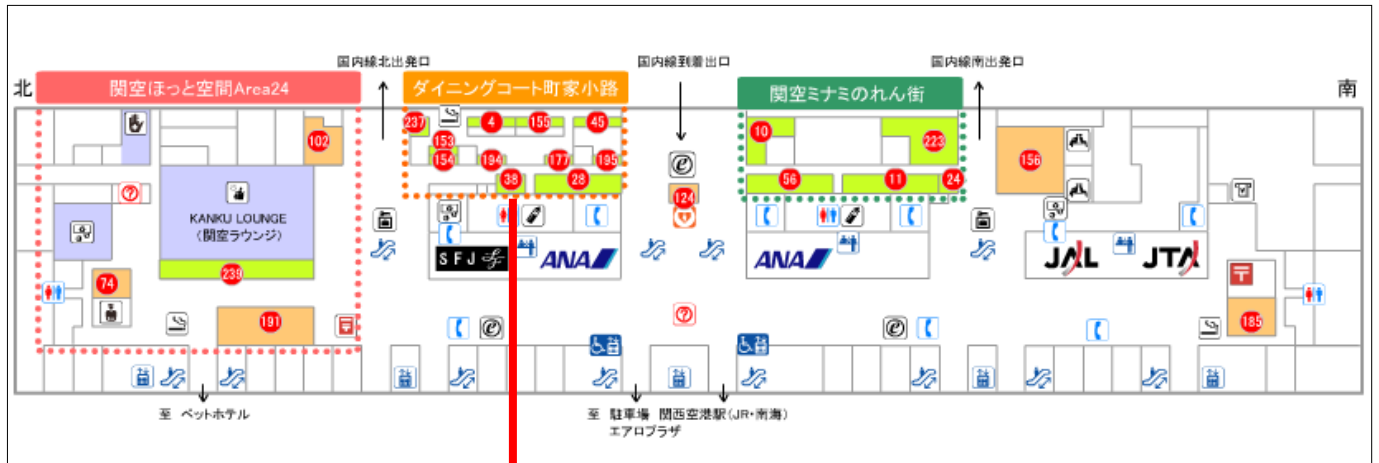 国内線北出発口
国内線到着出口
国内線南出発口
北
関空ほっと空間Area24
ダイニングコート町家小路
関空ミナミのれん街
南
237
4
155
45
10
223
102
153
154
194
177
195
156
38
28
56
11
24
124
KANKU LOUNGE
(関空ラウンジ)
SFJ
ANA
ANA
JAL
JTA
239
74
191
185
至 ペットホテル
至 駐車場 関西空港駅(JR・南海)
エアロプラザ